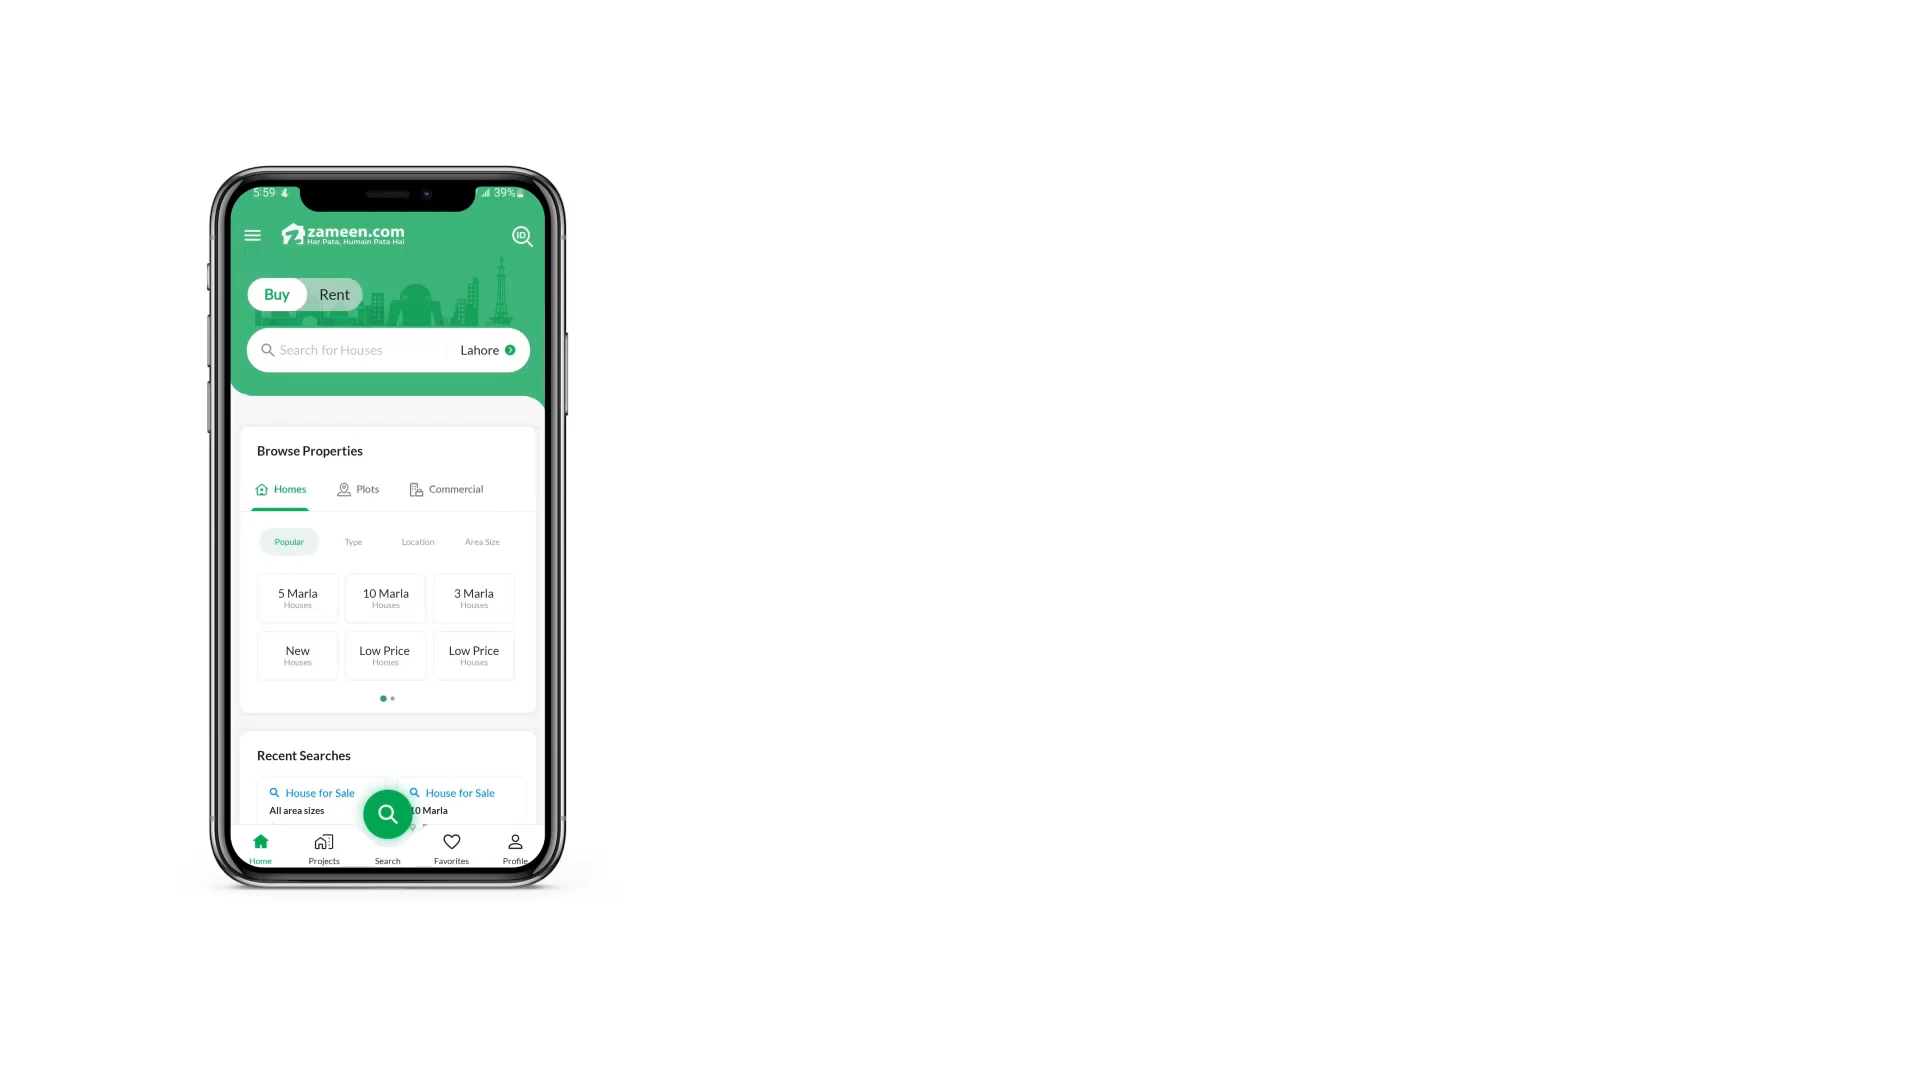 5:59
39%
zameen.com
Har Pata, Humain Pata Hai
ID
Buy Rent
Search for Houses Lahore
Browse Properties
Homes Plots Commercial
Popular Type Location Area Size
5 Marla 10 Marla 3 Marla
Houses Houses Houses
New Low Price Low Price
Houses Homes Houses
Recent Searches
House for Sale House for Sale
All area sizes 10 Marla
Home Projects Search Favorites Profile